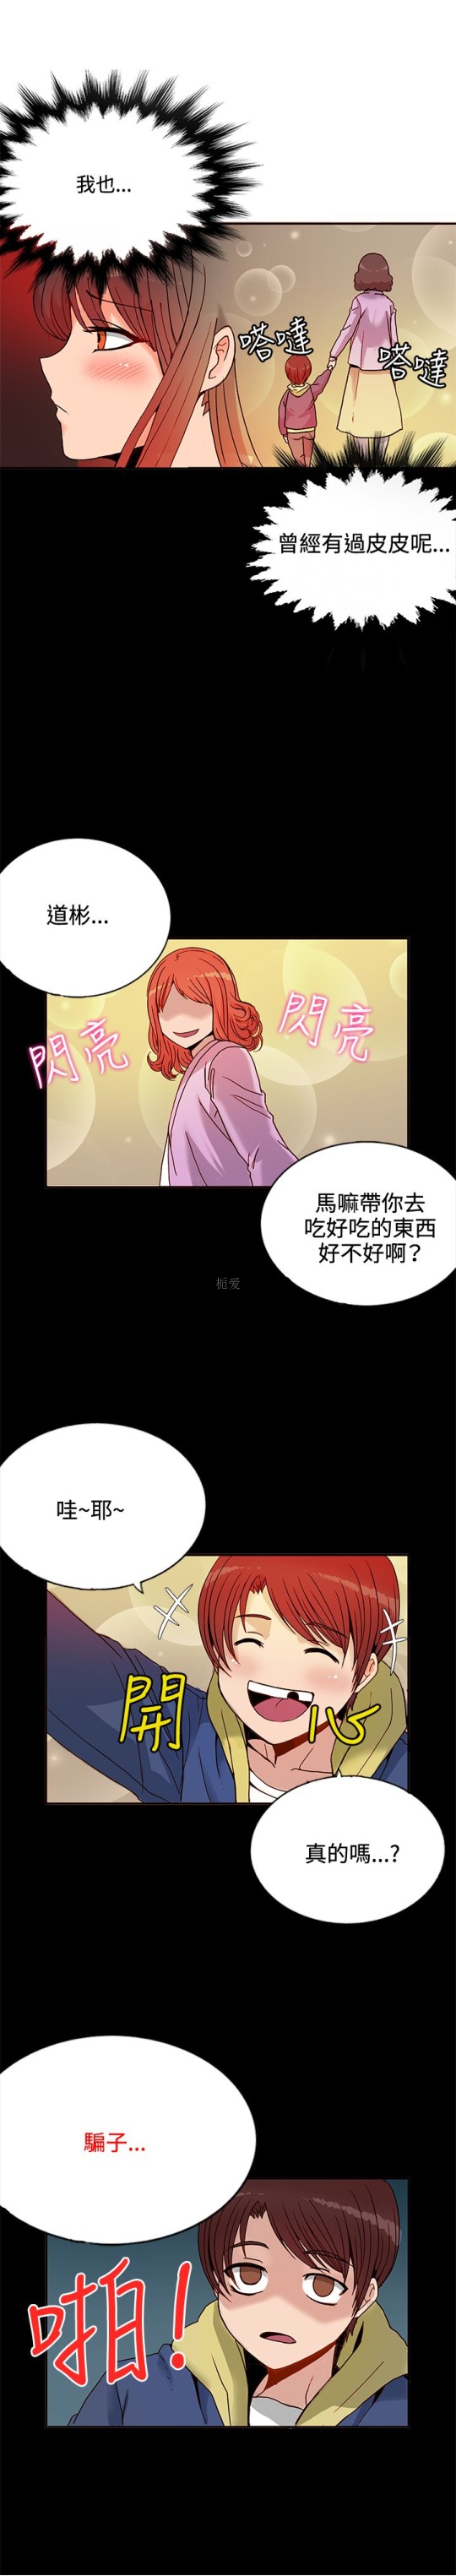 我也...
嗒噠
嗒噠
曾經有過皮皮呢...
道彬...
閃亮
閃亮
馬嘛帶你去
吃好吃的東西
好不好啊？
栀爱
哇~耶~
開
心
真的嗎...?
騙子...
啪!